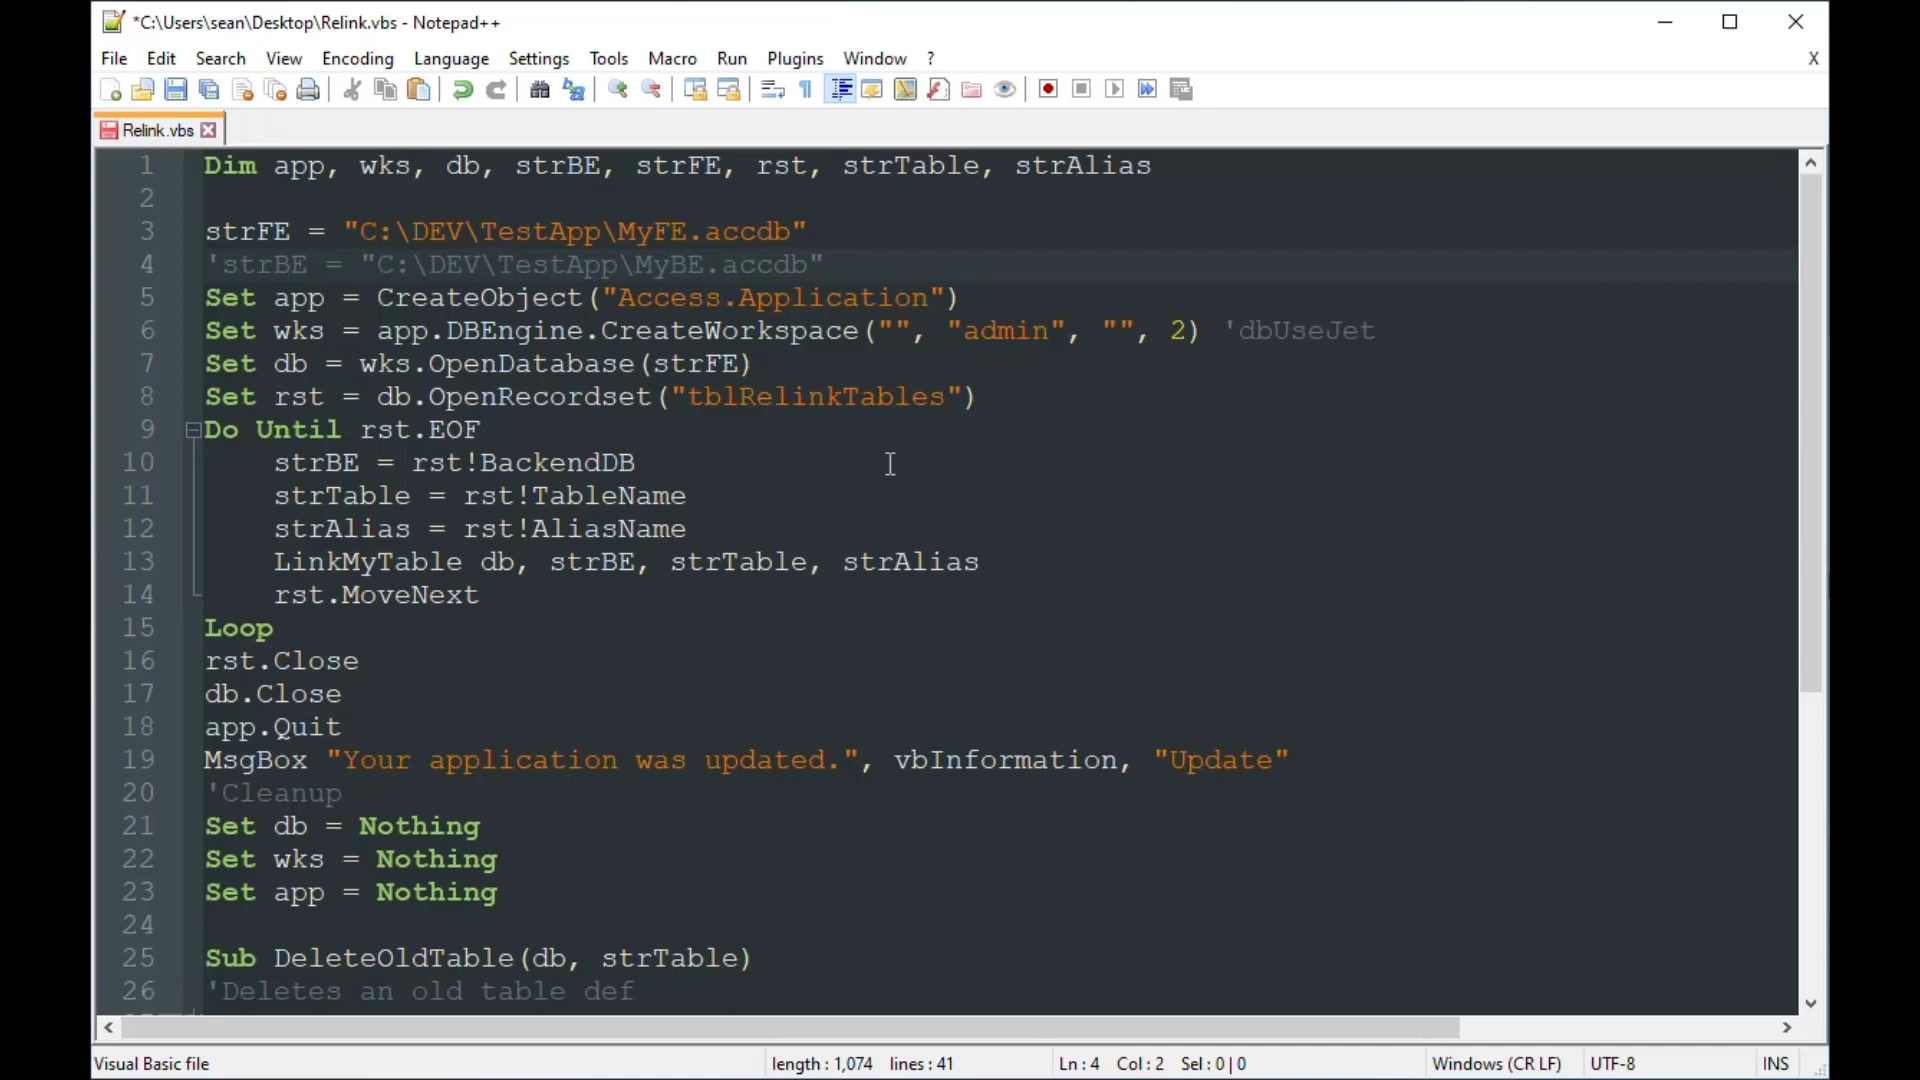 *C:\Users\sean\Desktop\Relink.vbs - Notepad++
File Edit Search View Encoding Language Settings Tools Macro Run Plugins Window ? X
Relink.vbs
1 Dim app, wks, db, strBE, strFE, rst, strTable, strAlias
2
3 strFE = "C:\DEV\TestApp\MyFE.accdb"
4 'strBE = "C:\DEV\TestApp\MyBE.accdb"
5 Set app = CreateObject("Access.Application")
6 Set wks = app.DBEngine.CreateWorkspace("", "admin", "", 2) 'dbUseJet
7 Set db = wks.OpenDatabase(strFE)
8 Set rst = db.OpenRecordset("tblRelinkTables")
9 Do Until rst.EOF
10 strBE = rst!BackendDB
11 strTable = rst!TableName
12 strAlias = rst!AliasName
13 LinkMyTable db, strBE, strTable, strAlias
14 rst.MoveNext
15 Loop
16 rst.Close
17 db.Close
18 app.Quit
19 MsgBox "Your application was updated.", vbInformation, "Update"
20 'Cleanup
21 Set db = Nothing
22 Set wks = Nothing
23 Set app = Nothing
24
25 Sub DeleteOldTable(db, strTable)
26 'Deletes an old table def
Visual Basic file length : 1,074 lines : 41 Ln : 4 Col : 2 Sel : 0 | 0 Windows (CR LF) UTF-8 INS